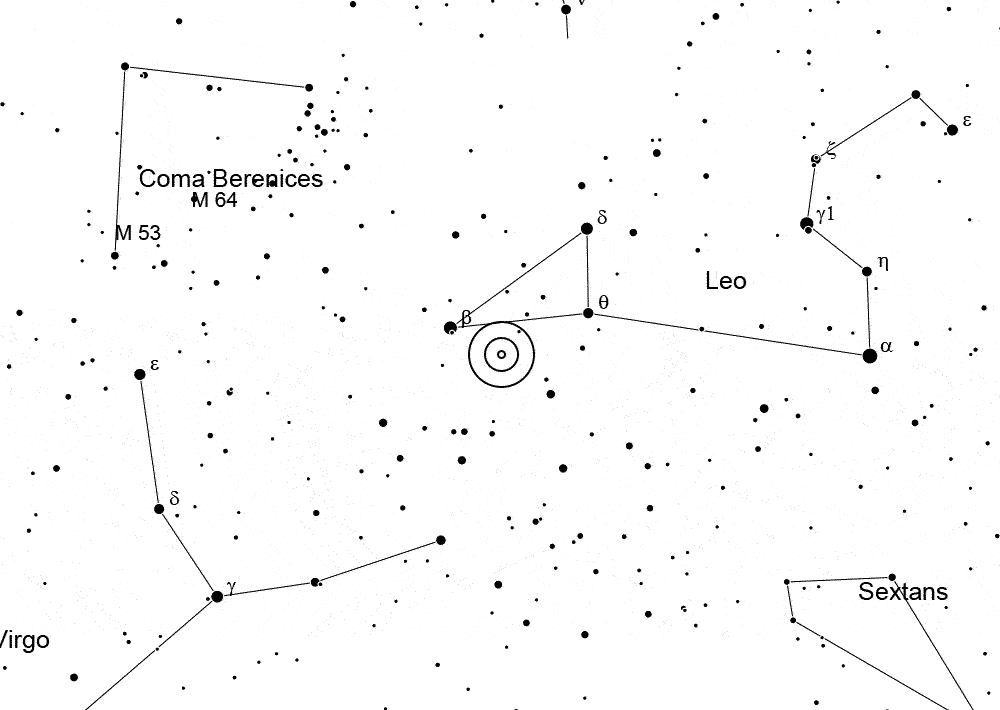 ε
ζ
Coma Berenices
M 64
γ1
δ
M 53
η
Leo
θ
β
α
ε
δ
γ
Sextans
Virgo